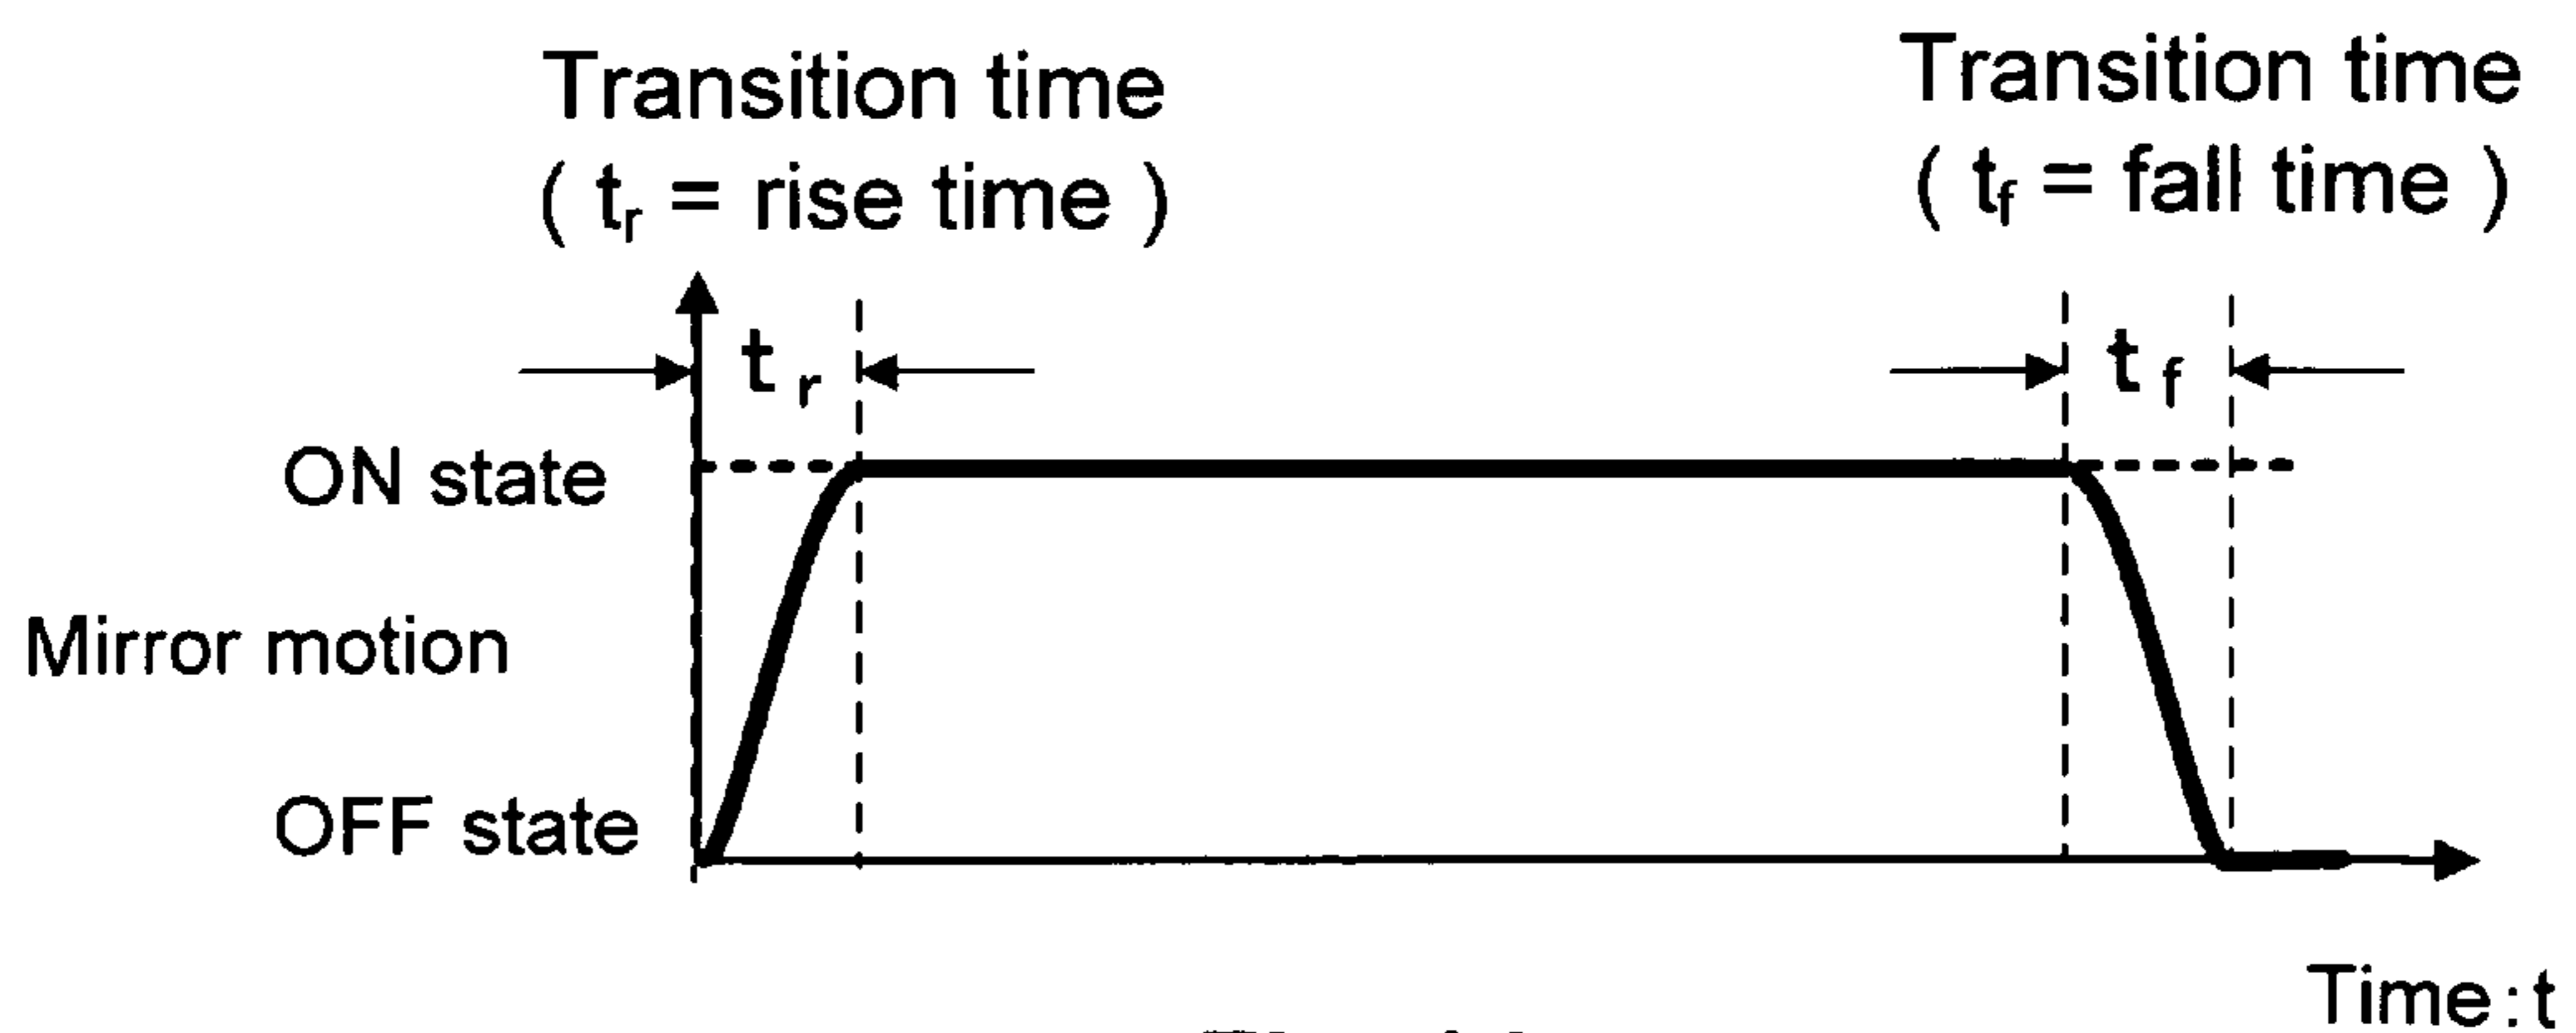 Transition time
( tr = rise time )
Transition time
( tf = fall time )
t r
t f
ON state
Mirror motion
OFF state
Time:t